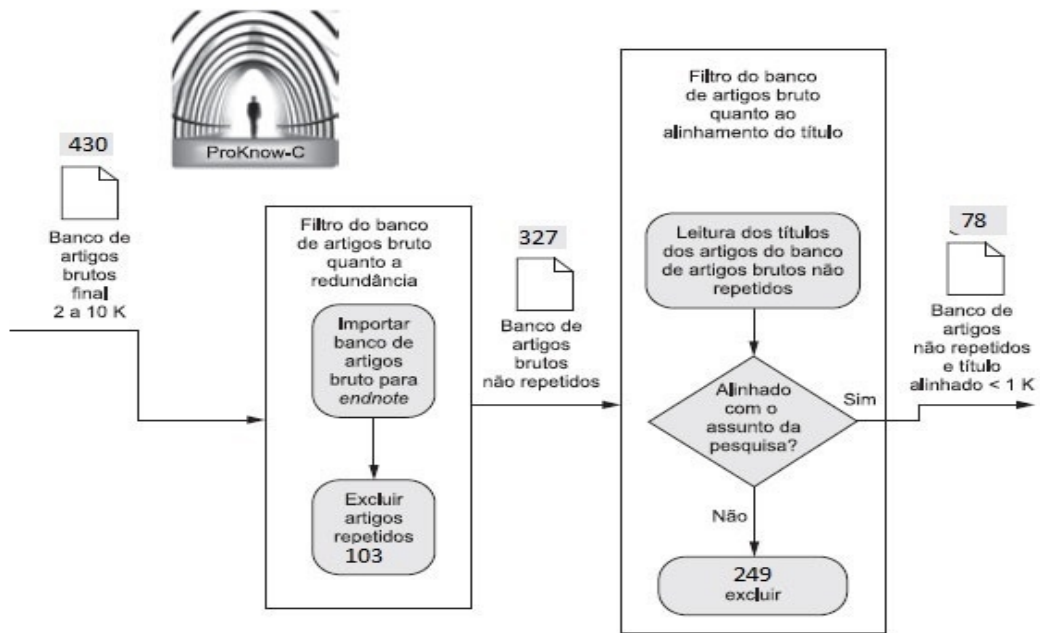 ProKnow-C
430
Banco de
artigos
brutos
final
2 a 10 K
Filtro do banco
de artigos bruto
quanto a
redundância
Importar
banco de
artigos
bruto para
endnote
Excluir
artigos
repetidos
103
327
Banco de
artigos
brutos
não repetidos
Filtro do banco
de artigos bruto
quanto ao
alinhamento do título
Leitura dos títulos
dos artigos do banco
de artigos brutos não
repetidos
Alinhado
com o
assunto da
pesquisa?
Sim
Não
249
excluir
78
Banco de
artigos
não repetidos
e título
alinhado < 1 K